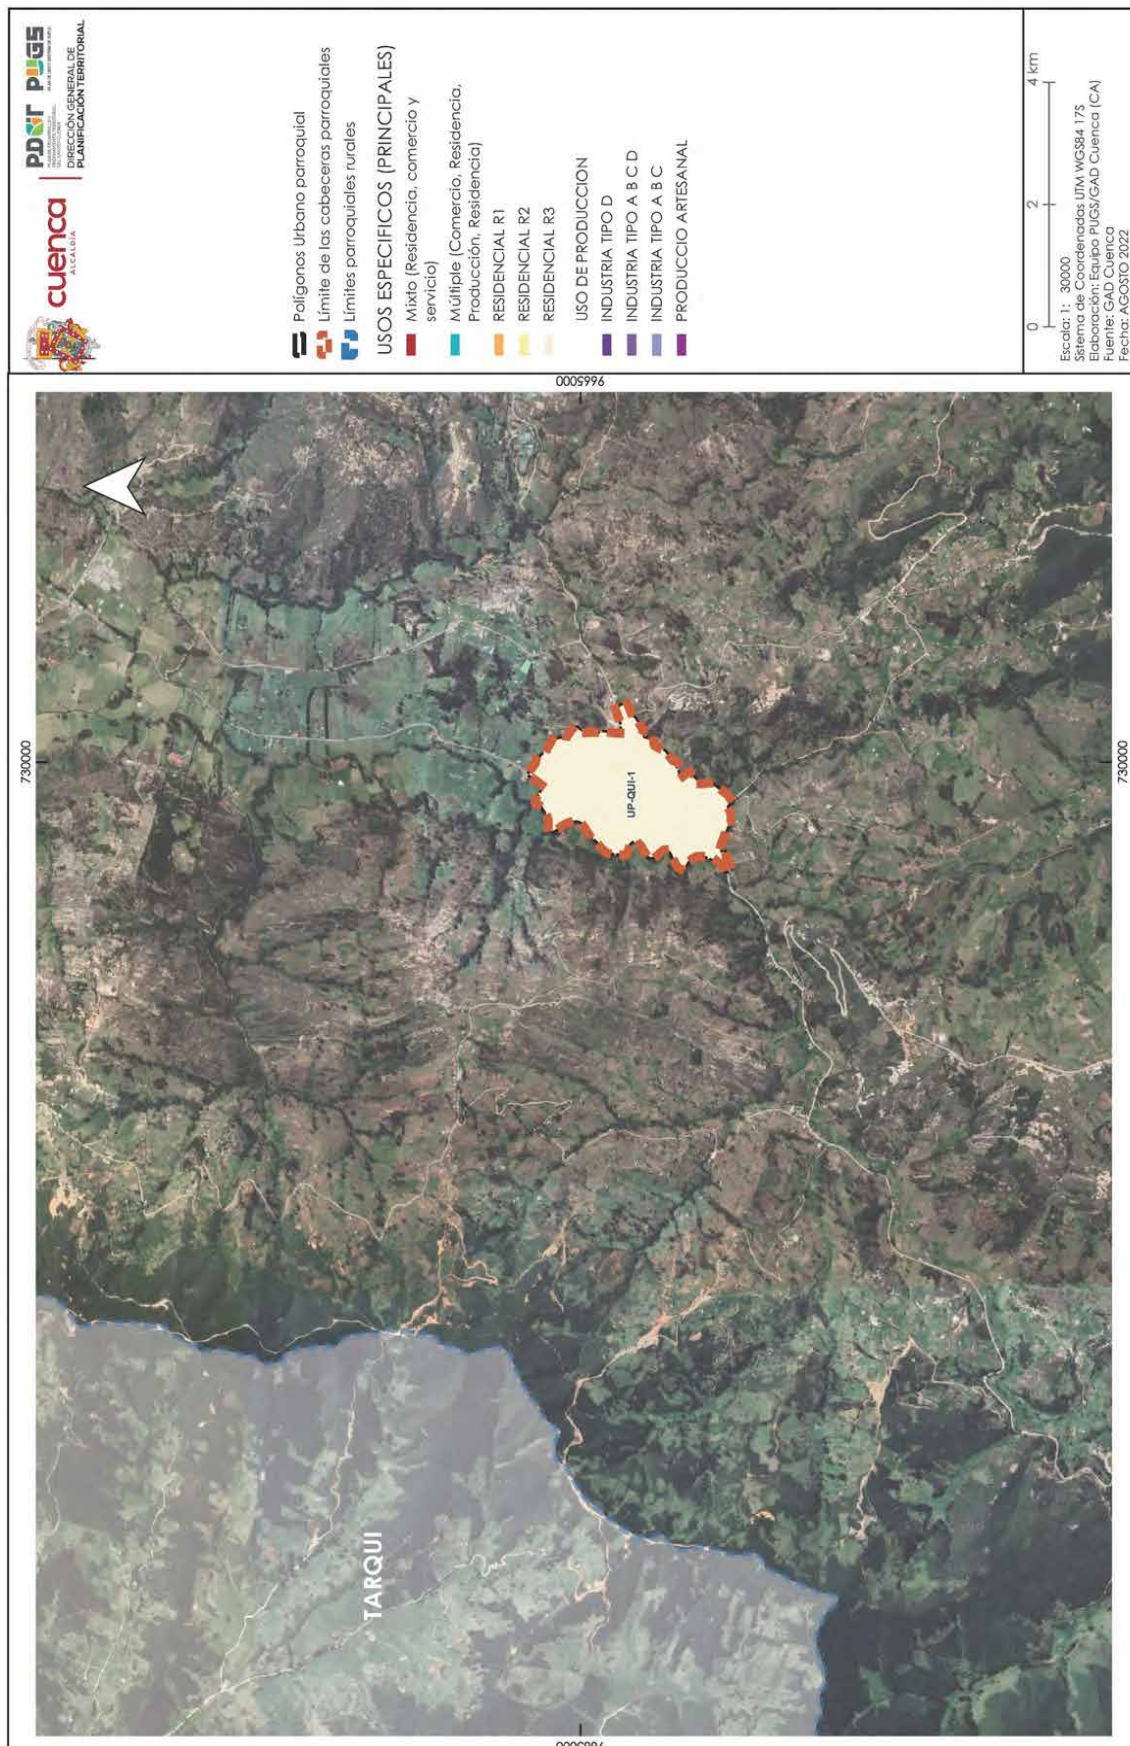 cuenca
ALCALDÍA
PDOT PUGS
DIRECCIÓN GENERAL DE
PLANIFICACIÓN TERRITORIAL
Polígonos Urbano parroquial
Límite de las cabeceras parroquiales
Límites parroquiales rurales
USOS ESPECIFICOS (PRINCIPALES)
Mixto (Residencia, comercio y
servicio)
Múltiple (Comercio, Residencia,
Producción, Residencia)
RESIDENCIAL R1
RESIDENCIAL R2
RESIDENCIAL R3
USO DE PRODUCCION
INDUSTRIA TIPO D
INDUSTRIA TIPO A B C D
INDUSTRIA TIPO A B C
PRODUCCIO ARTESANAL
0 2 4 km
Escala: 1: 30000
Sistema de Coordenadas UTM WGS84 17S
Elaboración: Equipo PUGS/GAD Cuenca (CA)
Fuente: GAD Cuenca
Fecha: AGOSTO 2022
9665000
730000
UP-QUI-1
TARQUI
730000